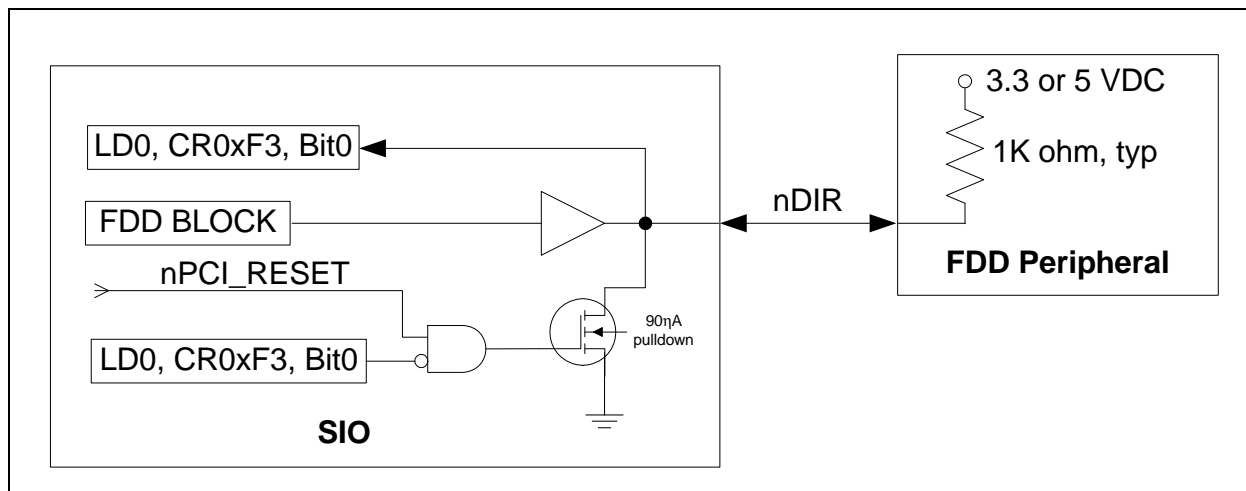 LD0, CR0xF3, Bit0
FDD BLOCK
nPCI_RESET
LD0, CR0xF3, Bit0
90ηA
pulldown
SIO
nDIR
3.3 or 5 VDC
1K ohm, typ
FDD Peripheral